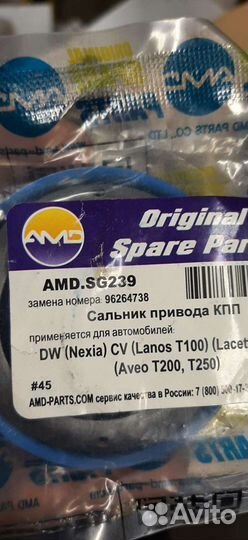 AMD
PARTS CO., LTD
AMD
Original
Spare
AMD.SG239
замена номера: 96264738
Сальник привода КПП
применяется для автомобилей:
DW (Nexia) CV (Lanos T100) (Lacet
(Aveo T200, T250)
#45
AMD-PARTS.COM сервис качества в России: 7 (800)
Avito